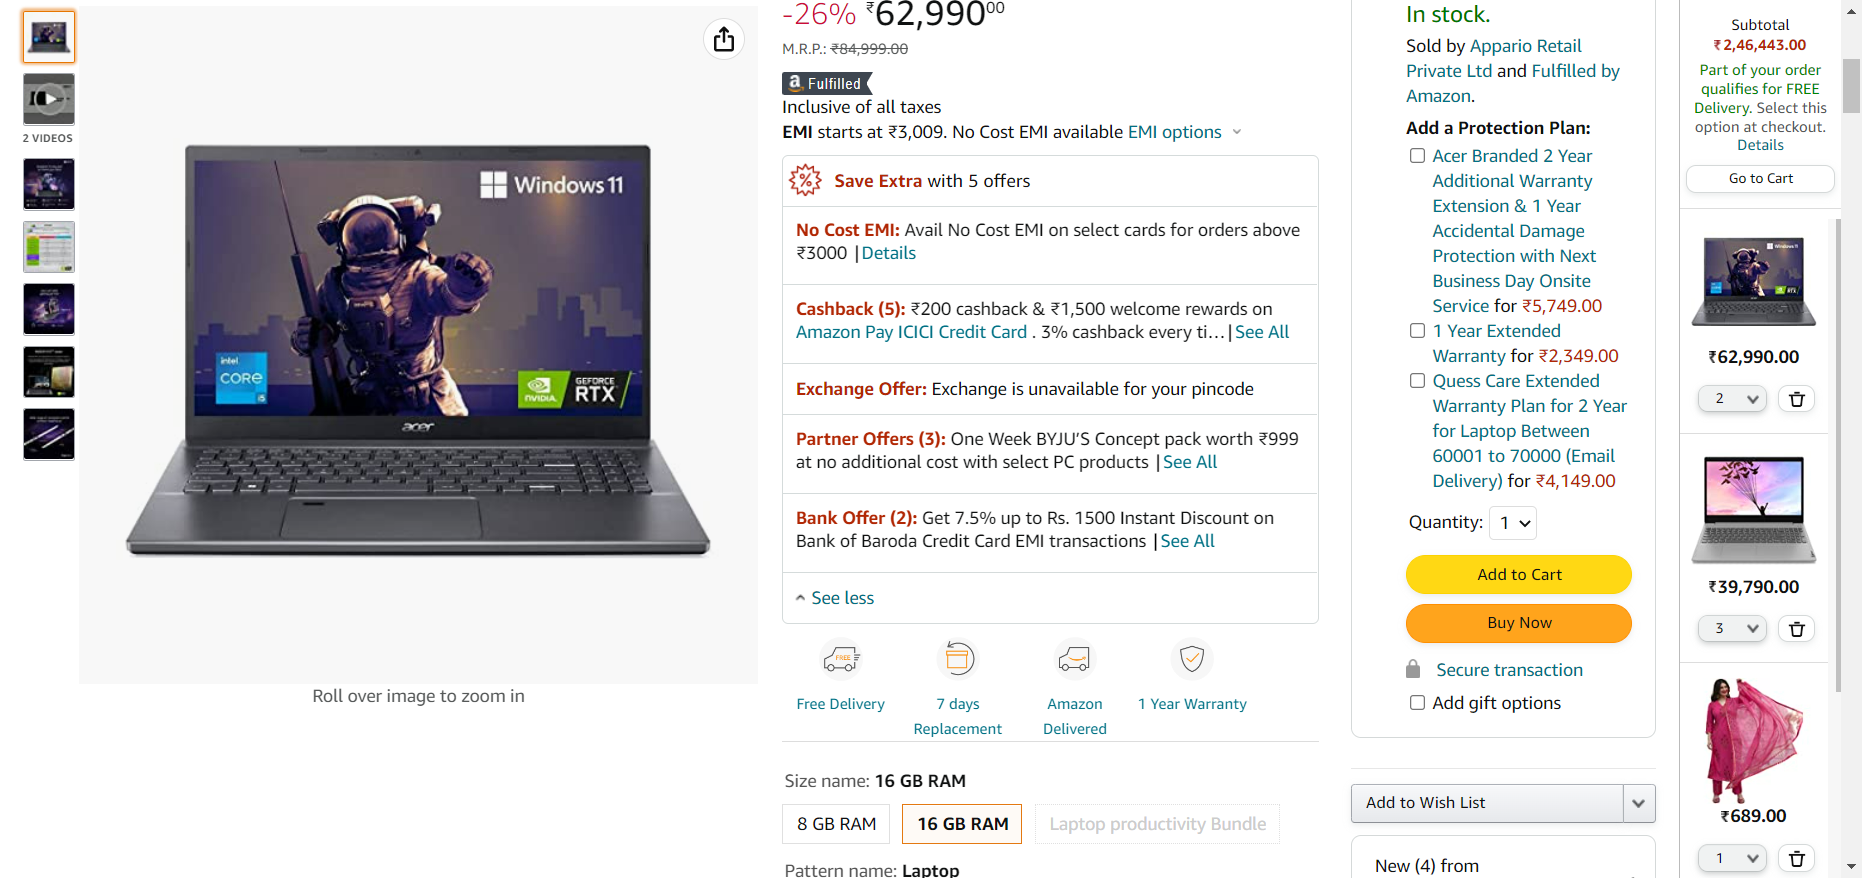 2 VIDEOS
Windows 11
intel
CORE
i5
NVIDIA.
GEFORCE
RTX
acer
Roll over image to zoom in
-26% ₹62,99000
M.R.P.: ₹84,999.00
a Fulfilled
Inclusive of all taxes
EMI starts at ₹3,009. No Cost EMI available EMI options
Save Extra with 5 offers
No Cost EMI: Avail No Cost EMI on select cards for orders above
₹3000 | Details
Cashback (5): ₹200 cashback & ₹1,500 welcome rewards on
Amazon Pay ICICI Credit Card . 3% cashback every ti… | See All
Exchange Offer: Exchange is unavailable for your pincode
Partner Offers (3): One Week BYJU'S Concept pack worth ₹999
at no additional cost with select PC products | See All
Bank Offer (2): Get 7.5% up to Rs. 1500 Instant Discount on
Bank of Baroda Credit Card EMI transactions | See All
See less
FREE
Free Delivery
7 days
Replacement
Amazon
Delivered
1 Year Warranty
Size name: 16 GB RAM
8 GB RAM
16 GB RAM
Laptop productivity Bundle
Pattern name: Laptop
In stock.
Sold by Appario Retail
Private Ltd and Fulfilled by
Amazon.
Add a Protection Plan:
Acer Branded 2 Year
Additional Warranty
Extension & 1 Year
Accidental Damage
Protection with Next
Business Day Onsite
Service for ₹5,749.00
1 Year Extended
Warranty for ₹2,349.00
Quess Care Extended
Warranty Plan for 2 Year
for Laptop Between
60001 to 70000 (Email
Delivery) for ₹4,149.00
Quantity: 1
Add to Cart
Buy Now
Secure transaction
Add gift options
Add to Wish List
New (4) from
Subtotal
₹2,46,443.00
Part of your order
qualifies for FREE
Delivery. Select this
option at checkout.
Details
Go to Cart
Windows 11
RTX
acer
₹62,990.00
2
₹39,790.00
3
₹689.00
1